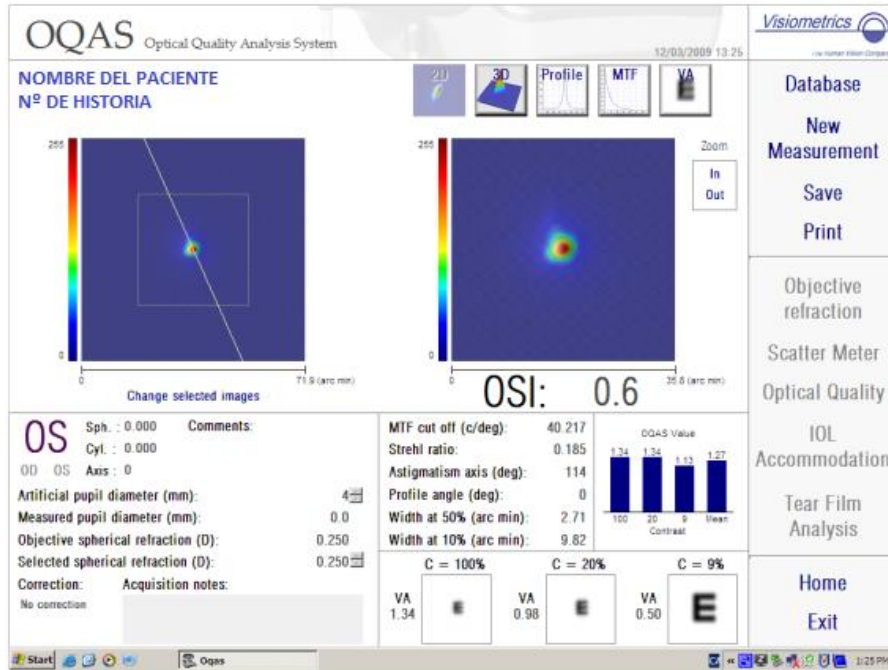 OQAS Optical Quality Analysis System
12/03/2009 13:25
Visiometrics
NOMBRE DEL PACIENTE
Nº DE HISTORIA
2D
3D
Profile
MTF
VA
Database
New
Measurement
Save
Print
Objective
refraction
Scatter Meter
Optical Quality
IOL
Accommodation
Tear Film
Analysis
Home
Exit
255
0
0
71.9 (arc min)
Change selected images
255
0
0
35.8 (arc min)
Zoom
In
Out
OSI: 0.6
OS
OD OS
Sph. : 0.000
Cyl. : 0.000
Axis : 0
Comments:
Artificial pupil diameter (mm): 4
Measured pupil diameter (mm): 0.0
Objective spherical refraction (D): 0.250
Selected spherical refraction (D): 0.250
Correction: Acquisition notes:
No correction
MTF cut off (c/deg): 40.217
Strehl ratio: 0.185
Astigmatism axis (deg): 114
Profile angle (deg): 0
Width at 50% (arc min): 2.71
Width at 10% (arc min): 9.82
OQAS Value
1.34 1.34 1.13 1.27
100 20 9 Mean
Contrast
C = 100% C = 20% C = 9%
VA
1.34
E
VA
0.98
E
VA
0.50
E
Start
Oqas
1:25 PM